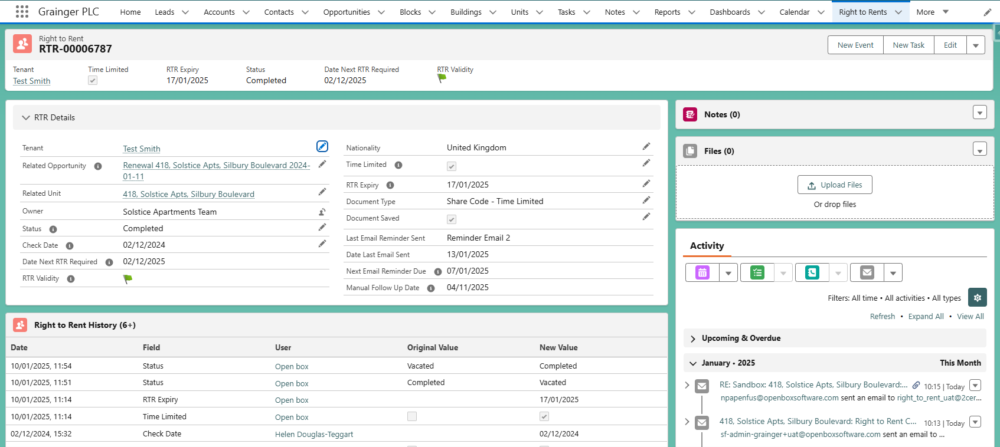 Grainger PLC Home Leads Accounts Contacts Opportunities Blocks Buildings Units Tasks Notes Reports Dashboards Calendar Right to Rents More
Right to Rent
RTR-00006787
New Event New Task Edit
Tenant Time Limited RTR Expiry Status Date Next RTR Required RTR Validity
Test Smith 17/01/2025 Completed 02/12/2025
RTR Details
Tenant Test Smith
Related Opportunity Renewal 418, Solstice Apts, Silbury Boulevard 2024-
01-11
Related Unit 418, Solstice Apts, Silbury Boulevard
Owner Solstice Apartments Team
Status Completed
Check Date 02/12/2024
Date Next RTR Required 02/12/2025
RTR Validity
Nationality United Kingdom
Time Limited
RTR Expiry 17/01/2025
Document Type Share Code - Time Limited
Document Saved
Last Email Reminder Sent Reminder Email 2
Date Last Email Sent 13/01/2025
Next Email Reminder Due 07/01/2025
Manual Follow Up Date 04/11/2025
Right to Rent History (6+)
Date Field User Original Value New Value
10/01/2025, 11:54 Status Open box Vacated Completed
10/01/2025, 11:51 Status Open box Completed Vacated
10/01/2025, 11:14 RTR Expiry Open box 17/01/2025
10/01/2025, 11:14 Time Limited Open box
02/12/2024, 15:32 Check Date Helen Douglas-Teggart 02/12/2024
Notes (0)
Files (0)
Upload Files
Or drop files
Activity
Filters: All time • All activities • All types
Refresh • Expand All • View All
Upcoming & Overdue
January • 2025 This Month
RE: Sandbox: 418, Solstice Apts, Silbury Boulevard:... 10:15 | Today
npapenfus@openboxsoftware.com sent an email to right_to_rent_uat@2cer...
418, Solstice Apts, Silbury Boulevard: Right to Rent C... 10:13 | Today
sf-admin-grainger+uat@openboxsoftware.com sent an email to ...